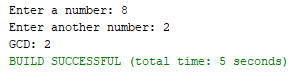 Enter a number: 8
Enter another number: 2
GCD: 2
BUILD SUCCESSFUL (total time: 5 seconds)